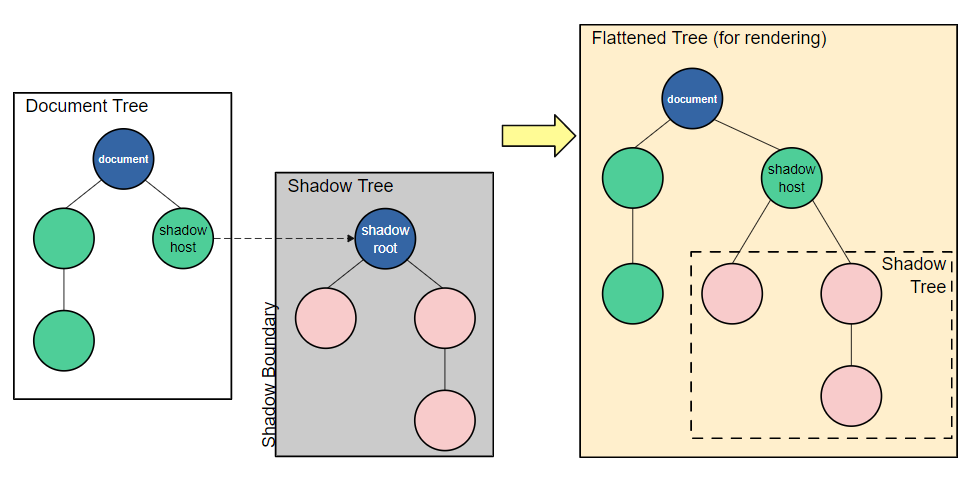 Document Tree
document
shadow
host
Shadow Tree
shadow
root
Shadow Boundary
Flattened Tree (for rendering)
document
shadow
host
Shadow
Tree